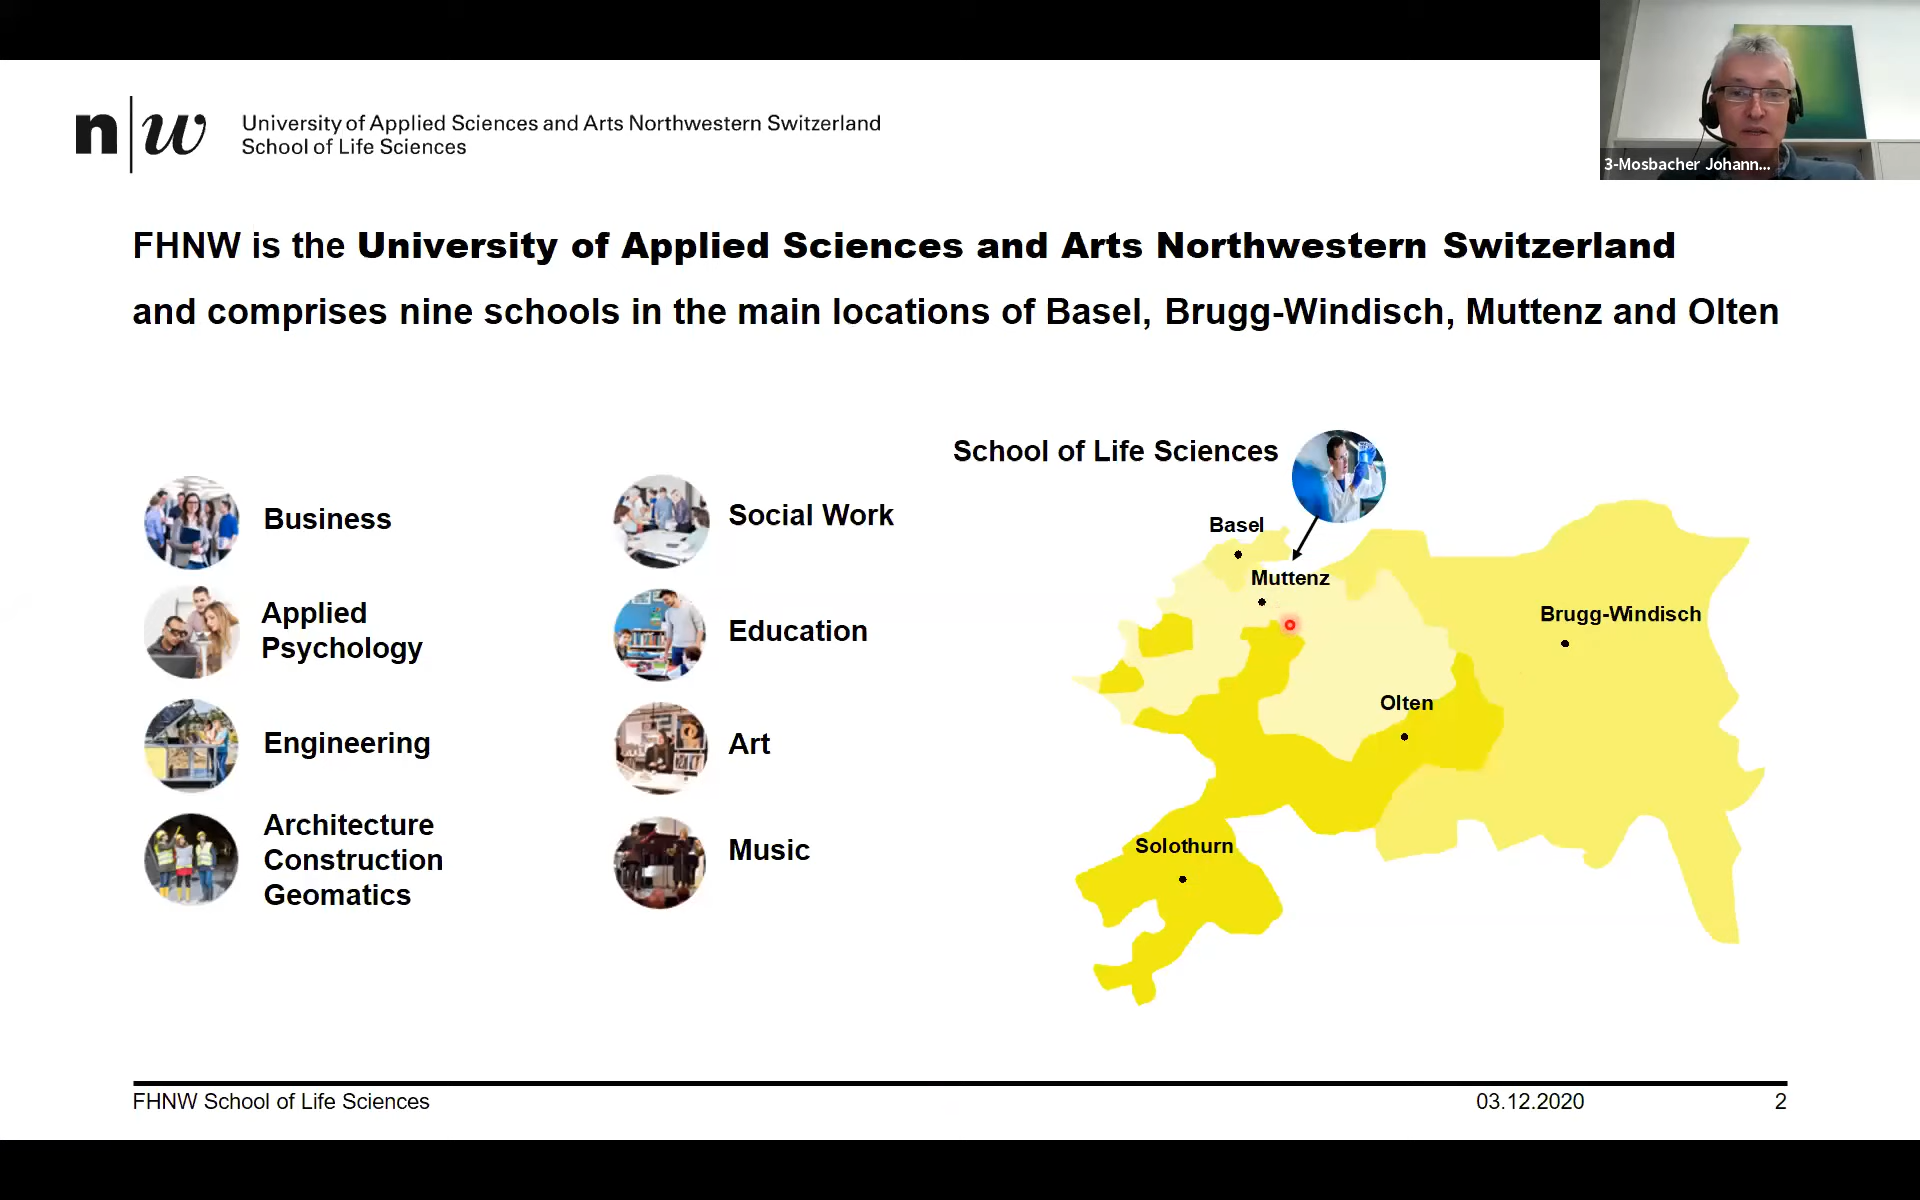 n|w
University of Applied Sciences and Arts Northwestern Switzerland
School of Life Sciences
3-Mosbacher Johann...
FHNW is the University of Applied Sciences and Arts Northwestern Switzerland
and comprises nine schools in the main locations of Basel, Brugg-Windisch, Muttenz and Olten
Business
Applied
Psychology
Engineering
Architecture
Construction
Geomatics
Social Work
Education
Art
Music
School of Life Sciences
Basel
Muttenz
Brugg-Windisch
Olten
Solothurn
FHNW School of Life Sciences
03.12.2020
2